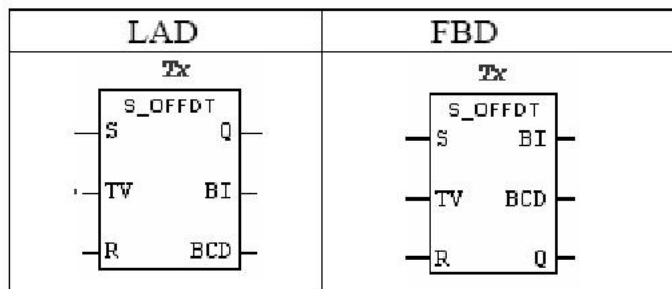 LAD FBD
Tx Tx
S_OFFDT S_OFFDT
S Q S BI
TV BI TV BCD
R BCD R Q